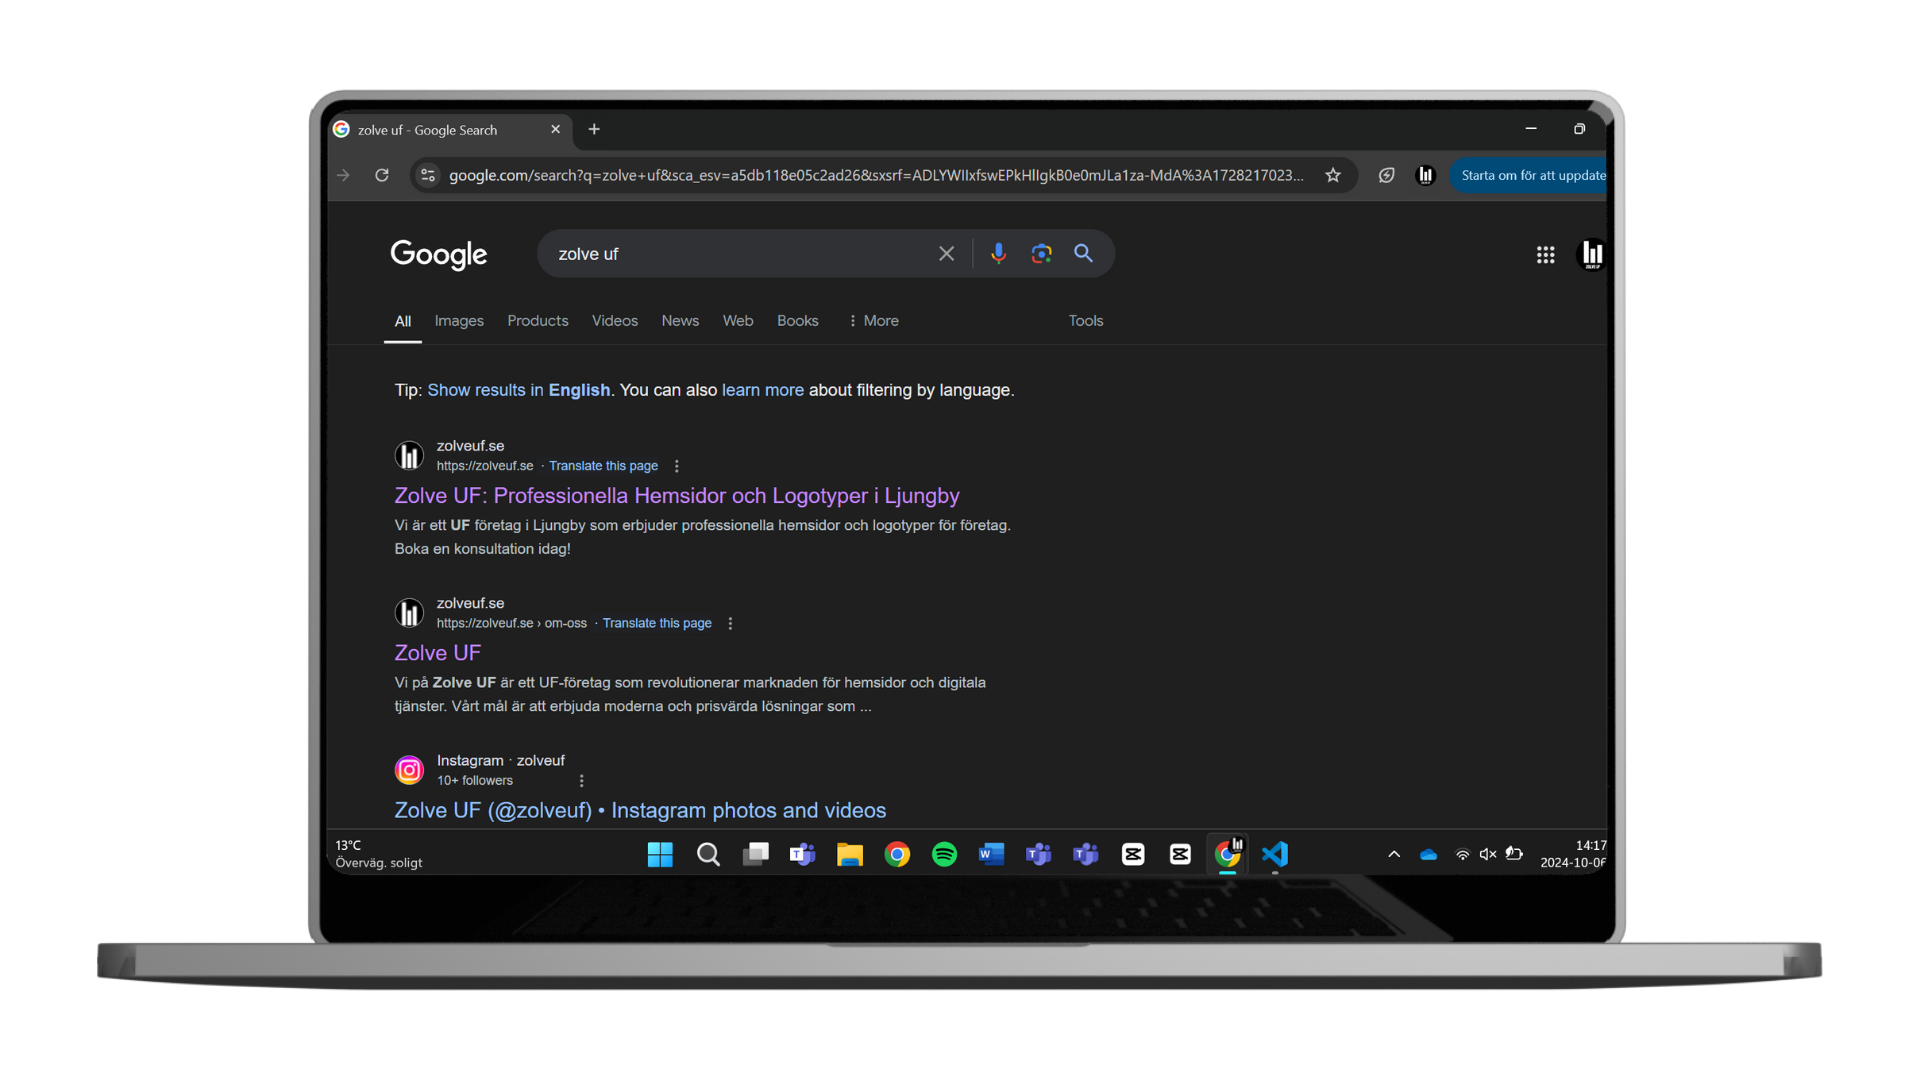 zolve uf - Google Search
google.com/search?q=zolve+uf&sca_esv=a5db118e05c2ad26&sxsrf=ADLYWIIxfswEPkHlIgkB0e0mJLa1za-MdA%3A1728217023...
Starta om för att uppdate
Google
zolve uf
All Images Products Videos News Web Books More Tools
Tip: Show results in English. You can also learn more about filtering by language.
zolveuf.se
https://zolveuf.se · Translate this page
Zolve UF: Professionella Hemsidor och Logotyper i Ljungby
Vi är ett UF företag i Ljungby som erbjuder professionella hemsidor och logotyper för företag.
Boka en konsultation idag!
zolveuf.se
https://zolveuf.se › om-oss · Translate this page
Zolve UF
Vi på Zolve UF är ett UF-företag som revolutionerar marknaden för hemsidor och digitala
tjänster. Vårt mål är att erbjuda moderna och prisvärda lösningar som ...
Instagram · zolveuf
10+ followers
Zolve UF (@zolveuf) • Instagram photos and videos
13°C
Överväg. soligt
14:17
2024-10-06